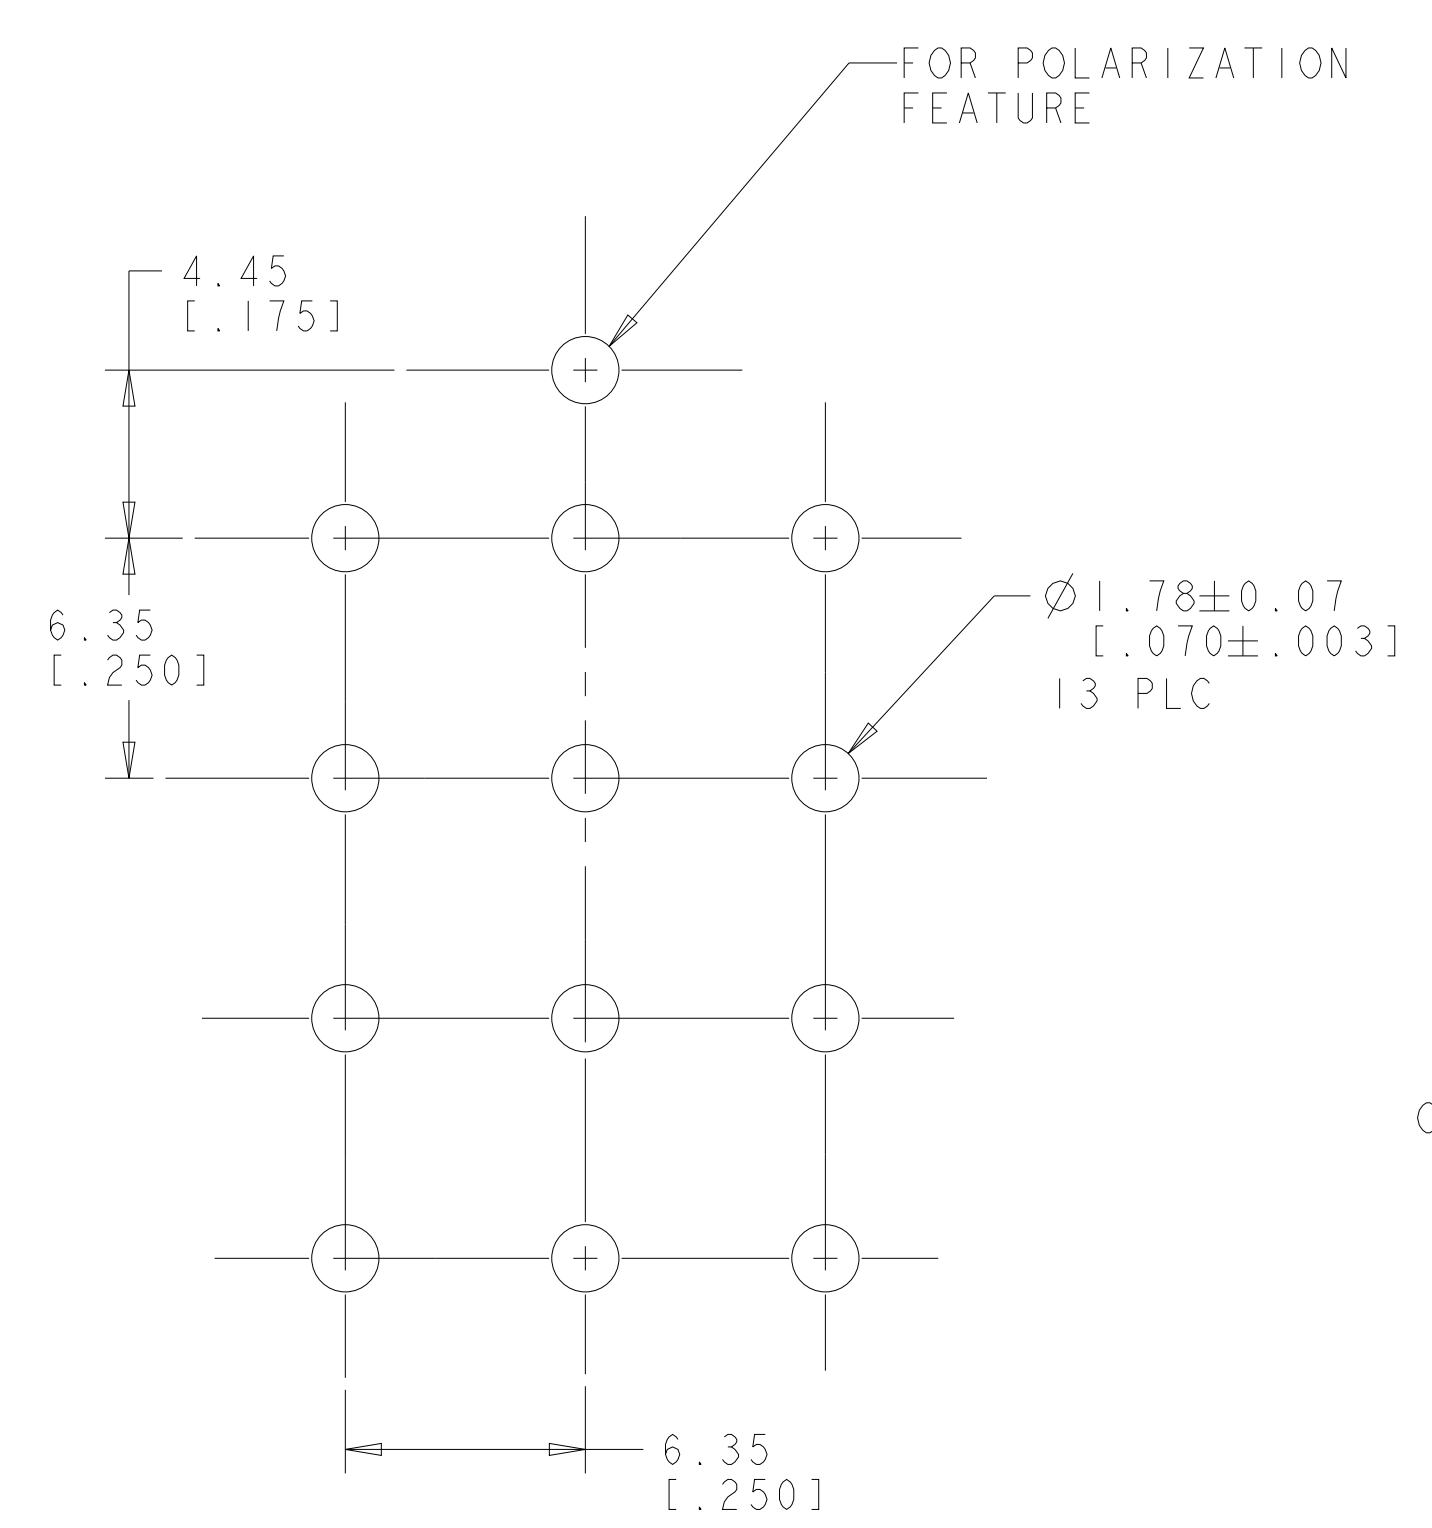 FOR POLARIZATION
FEATURE
4.45
[.175]
6.35
[.250]
Ø1.78±0.07
[.070±.003]
13 PLC
6.35
[.250]